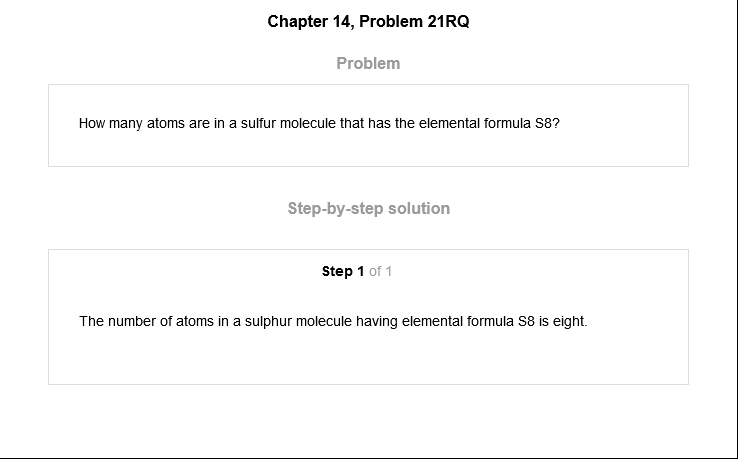 Chapter 14, Problem 21RQ
Problem
How many atoms are in a sulfur molecule that has the elemental formula S8?
Step-by-step solution
Step 1 of 1
The number of atoms in a sulphur molecule having elemental formula S8 is eight.